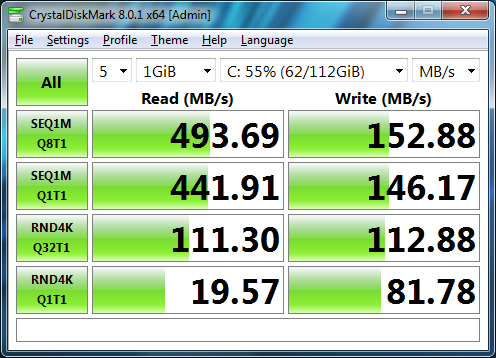 CrystalDiskMark 8.0.1 x64 [Admin]
File Settings Profile Theme Help Language
All 5 1GiB C: 55% (62/112GiB) MB/s
Read (MB/s) Write (MB/s)
SEQ1M
Q8T1 493.69 152.88
SEQ1M
Q1T1 441.91 146.17
RND4K
Q32T1 111.30 112.88
RND4K
Q1T1 19.57 81.78